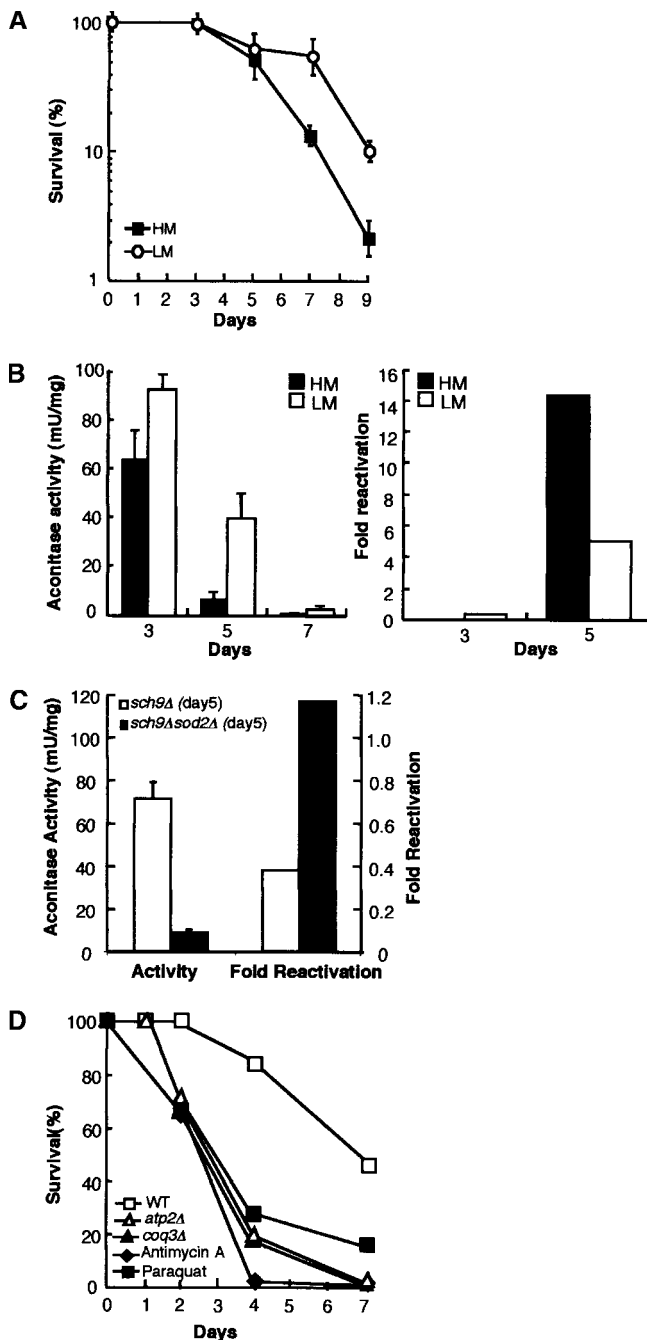 A
Survival (%)
100
10
1
HM
LM
0 1 2 3 4 5 6 7 8 9
Days
B
Aconitase activity (mU/mg)
100
80
60
40
20
0
HM
LM
3 5 7
Days
Fold reactivation
16
14
12
10
8
6
4
2
0
HM
LM
3 5
Days
C
Aconitase Activity (mU/mg)
120
100
80
60
40
20
0
sch9Δ (day5)
sch9Δsod2Δ (day5)
1.2
1.0
0.8
0.6
0.4
0.2
0
Fold Reactivation
Activity Fold Reactivation
D
Survival(%)
100
80
60
40
20
0
WT
atp2Δ
coq3Δ
Antimycin A
Paraquat
0 1 2 3 4 5 6 7
Days